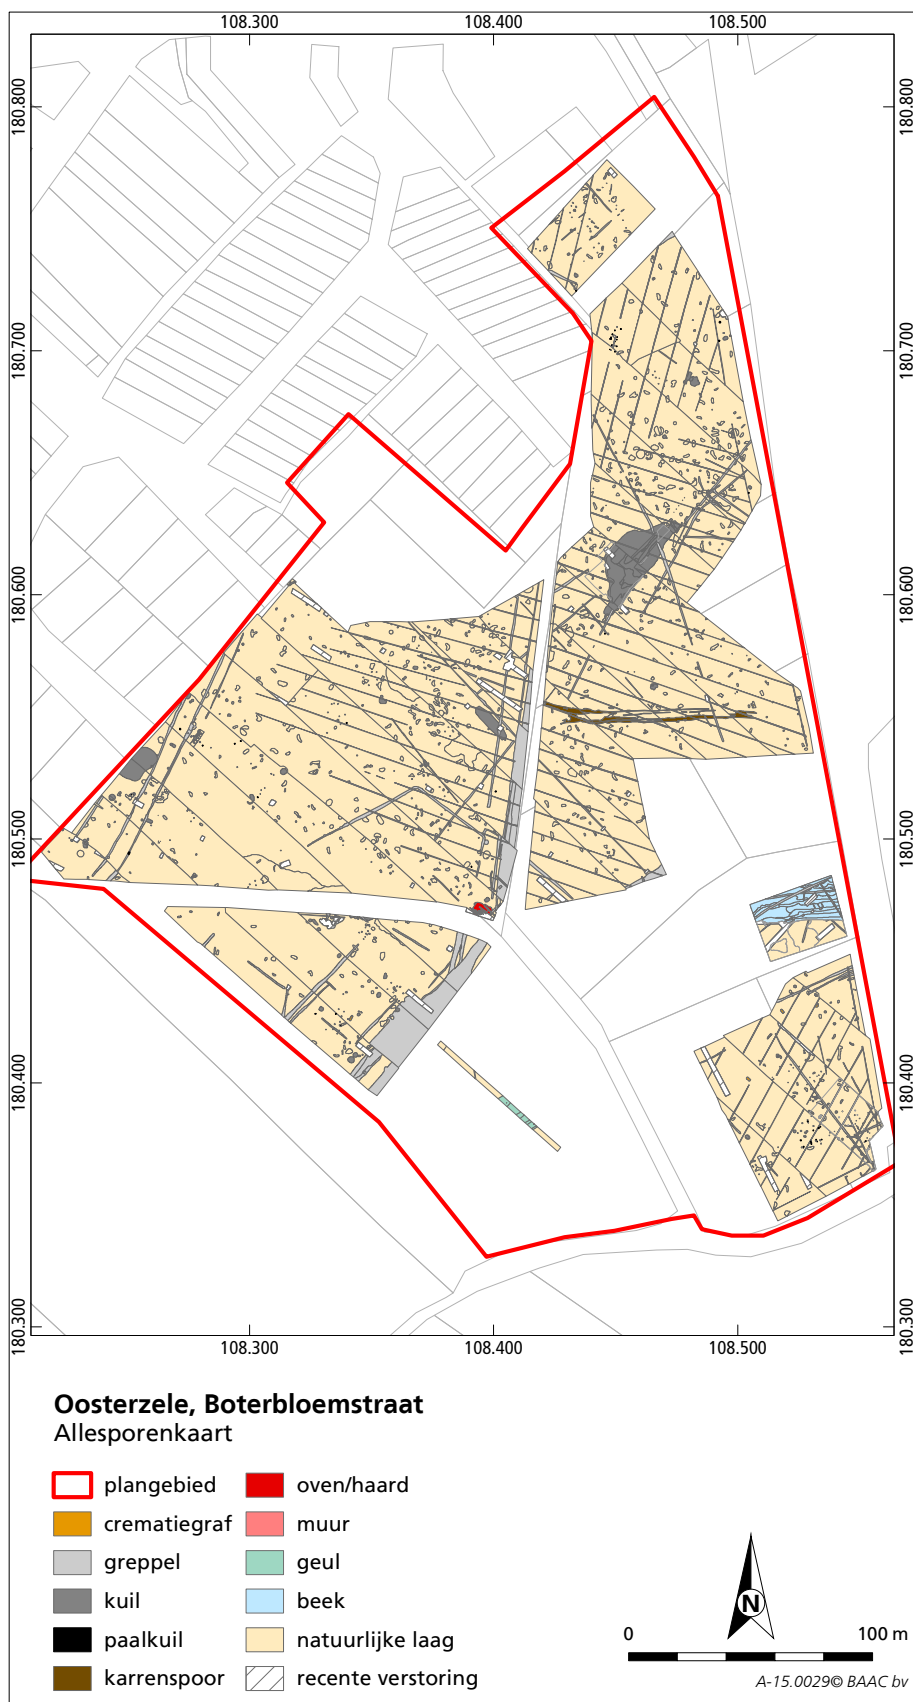 108.300 108.400 108.500
180.800 180.800
180.700 180.700
180.600 180.600
180.500 180.500
180.400 180.400
180.300 180.300
108.300 108.400 108.500
Oosterzele, Boterbloemstraat
Allesporenkaart
plangebied
crematiegraf
greppel
kuil
paalkuil
karrenspoor
oven/haard
muur
geul
beek
natuurlijke laag
recente verstoring
N
0 100 m
A-15.0029© BAAC bv